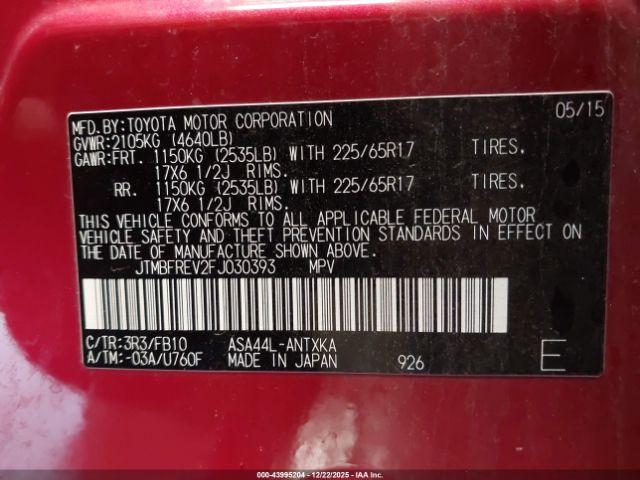 MFD.BY:TOYOTA MOTOR CORPORATION 05/15
GVWR:2105KG (4640LB)
GAWR:FRT. 1150KG (2535LB) WITH 225/65R17 TIRES.
17X6 1/2J RIMS.
RR. 1150KG (2535LB) WITH 225/65R17 TIRES.
17X6 1/2J RIMS.
THIS VEHICLE CONFORMS TO ALL APPLICABLE FEDERAL MOTOR
VEHICLE SAFETY AND THEFT PREVENTION STANDARDS IN EFFECT ON
THE DATE OF MANUFACTURE SHOWN ABOVE.
JTMBFREV2FJ030393 MPV
C/TR:3R3/FB10 ASA44L-ANTXKA
A/TM:-03A/U760F MADE IN JAPAN 926 E
000-43995204 - 12/22/2025 - IAAI.com